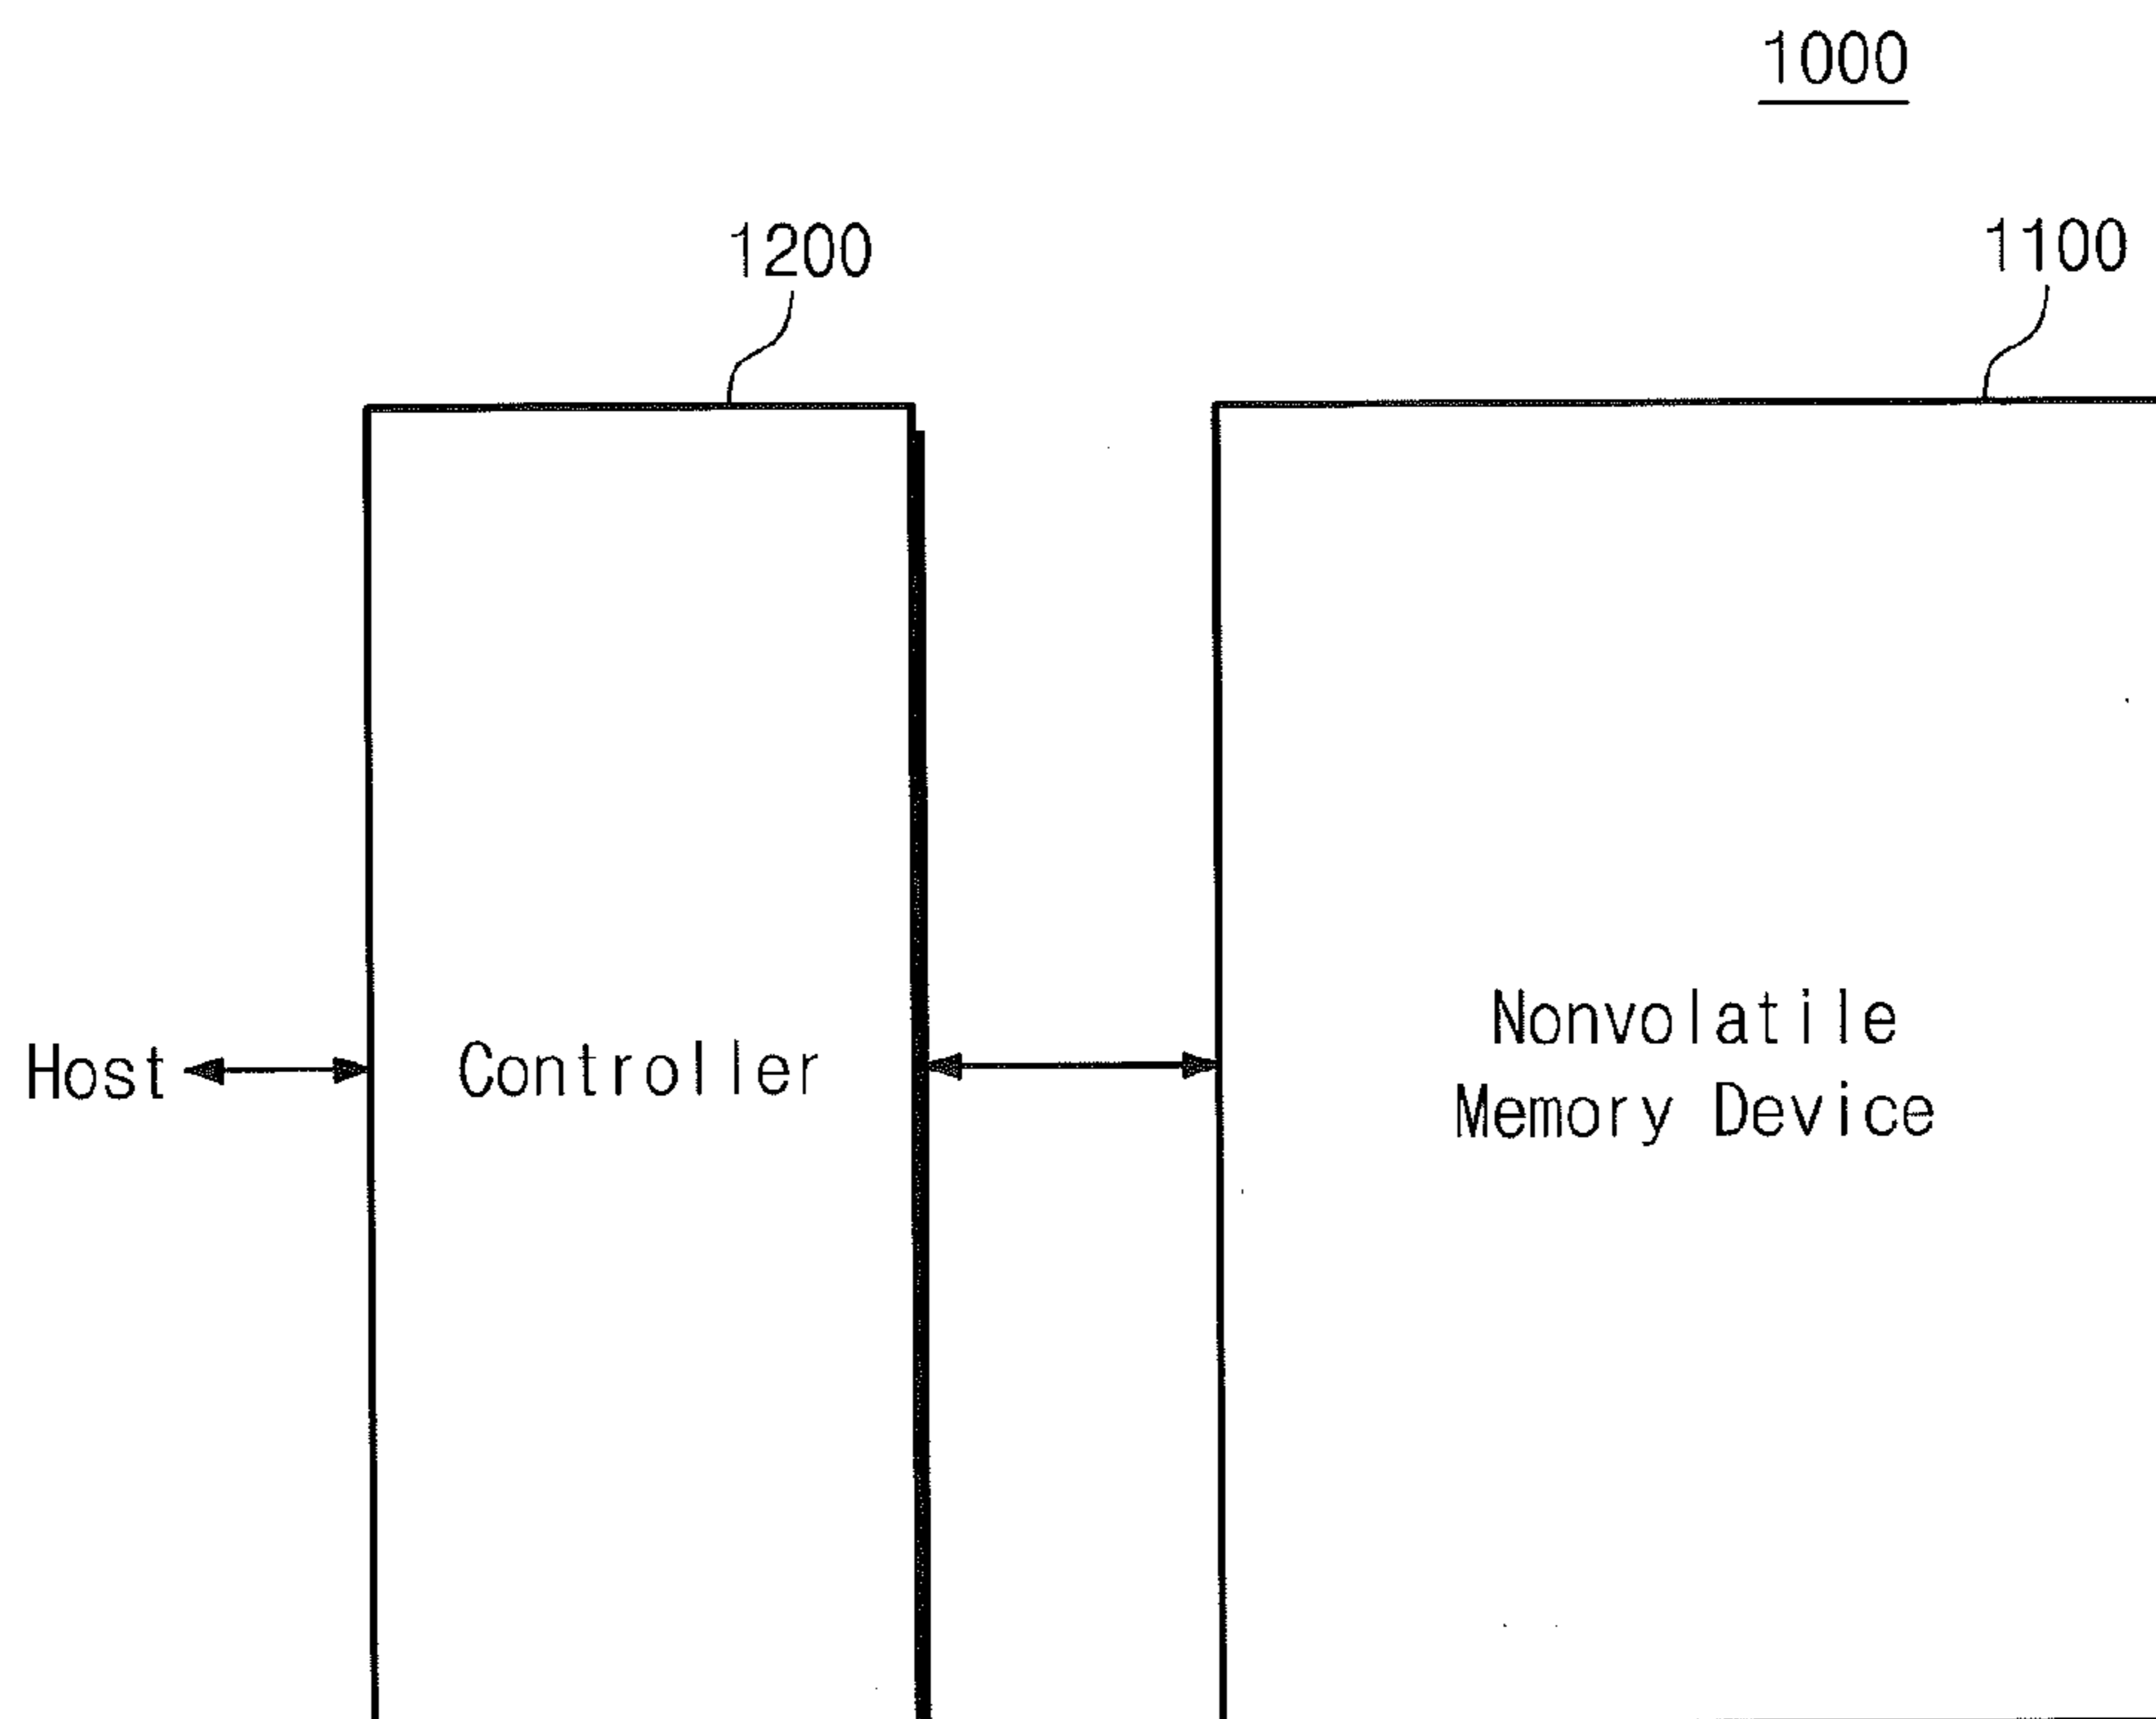 1000
1200
1100
Host
Controller
Nonvolatile
Memory Device